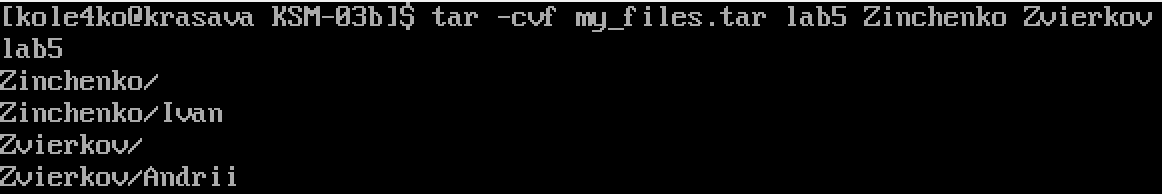 [kole4ko@krasava KSM-03b]$ tar -cvf my_files.tar lab5 Zinchenko Zvierkov
lab5
Zinchenko/
Zinchenko/Ivan
Zvierkov/
Zvierkov/Andrii